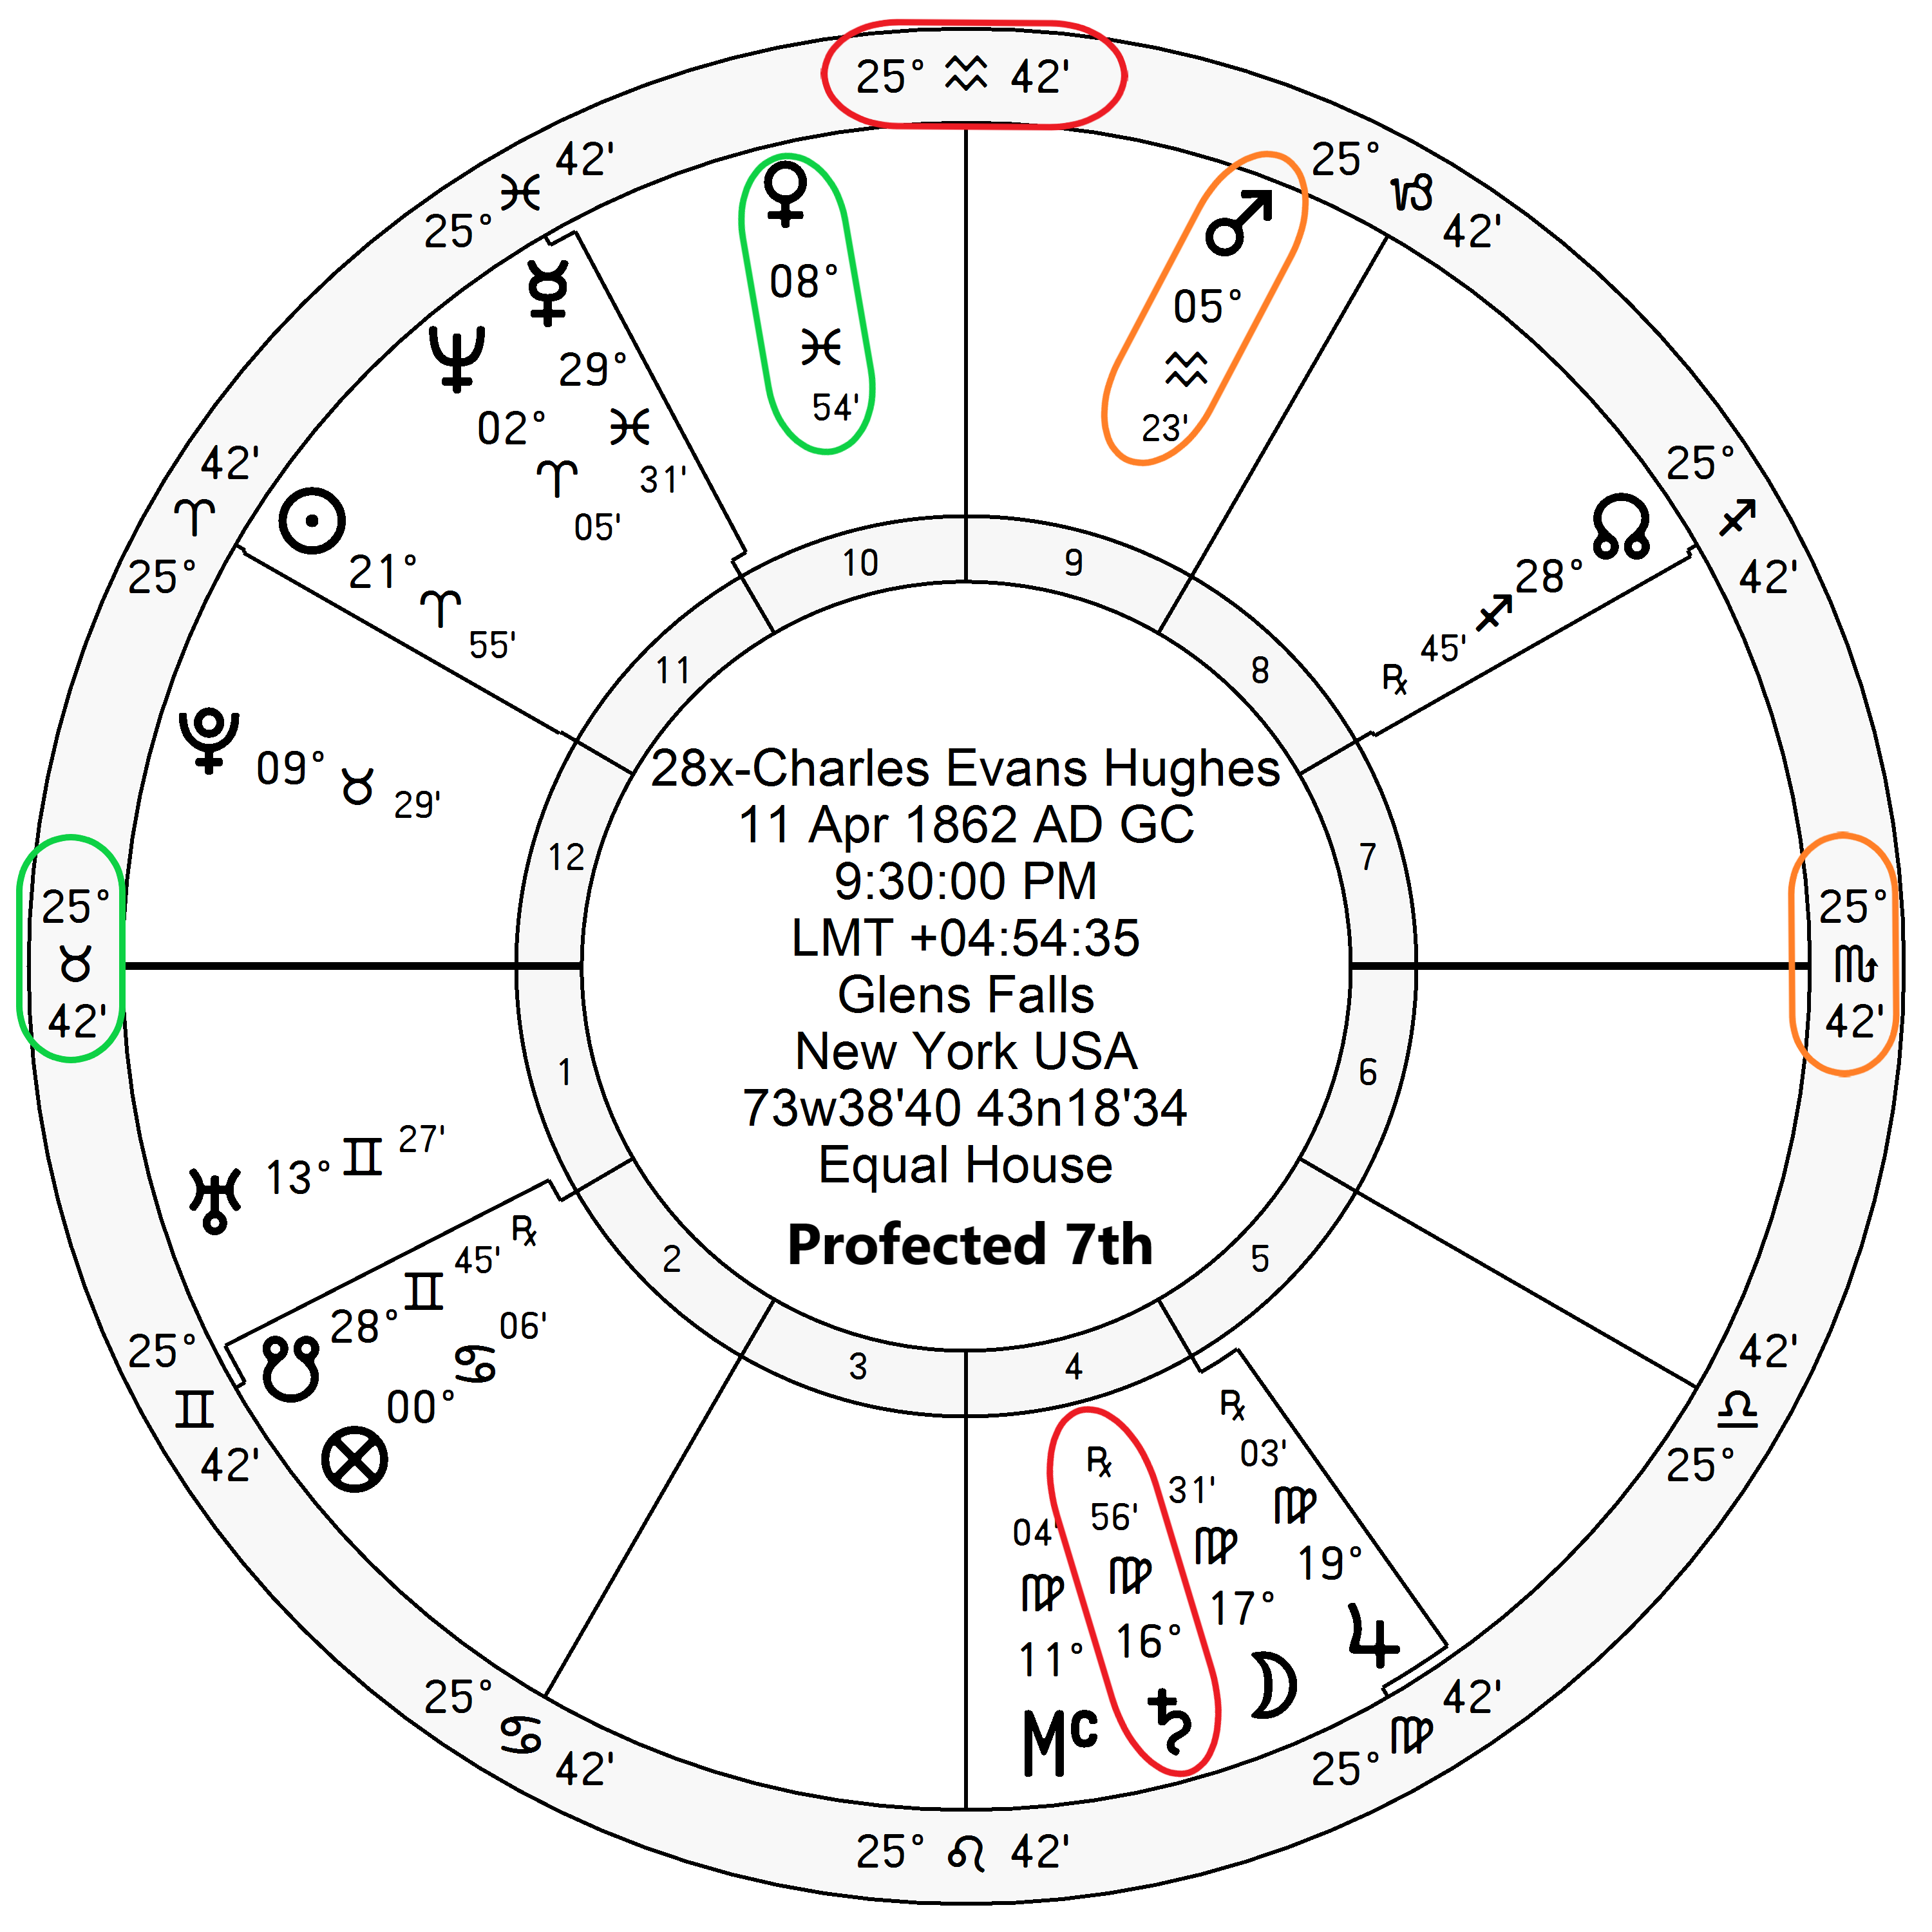 25° ♒ 42'
25° ♓ 42'
25° ♑ 42'
♀ 08° ♓ 54'
♂ 05° ♒ 23'
☿ 29° ♓ 31'
♆ 02° ♈ 05'
25° ♈ 42'
25° ♐ 42'
☉ 21° ♈ 55'
☊ 28° ♐ 45' ℞
10
9
11
8
♇ 09° ♉ 29'
28x-Charles Evans Hughes
11 Apr 1862 AD GC
12
7
9:30:00 PM
25° ♉ 42'
25° ♏ 42'
LMT +04:54:35
Glens Falls
New York USA
1
6
73w38'40 43n18'34
♅ 13° ♊ 27'
Equal House
Profected 7th
2
5
☋ 28° ♊ 45' ℞
3
4
25° ♊ 42'
25° ♎ 42'
⊗ 00° ♋ 06'
Mc 11° ♍ 04'
♄ 16° ♍ 56' ℞
☽ 17° ♍ 31'
♃ 19° ♍ 03' ℞
25° ♋ 42'
25° ♍ 42'
25° ♌ 42'